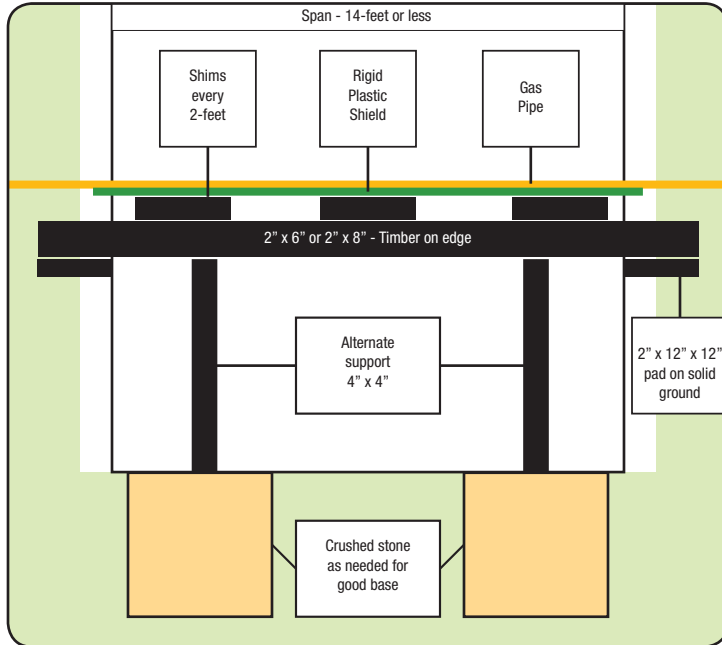 Span - 14-feet or less
Shims
every
2-feet
Rigid
Plastic
Shield
Gas
Pipe
2” x 6” or 2” x 8” - Timber on edge
Alternate
support
4” x 4”
2” x 12” x 12”
pad on solid
ground
Crushed stone
as needed for
good base